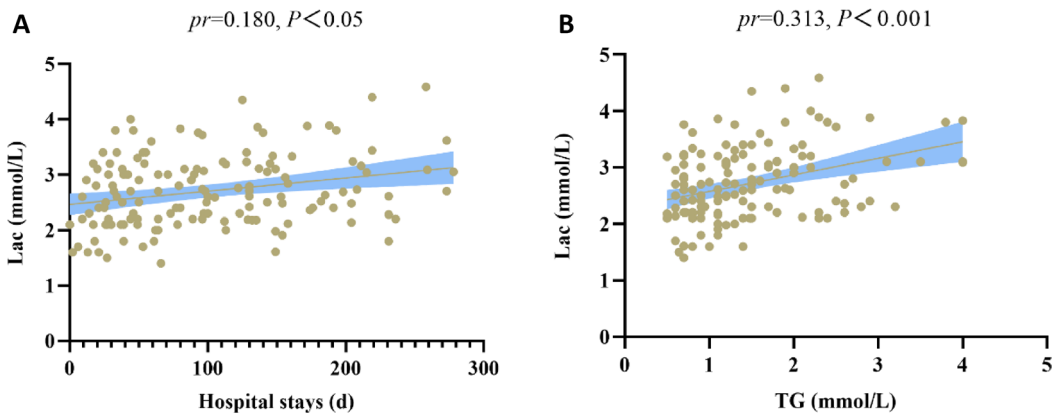 A
pr=0.180, P<0.05
Lac (mmol/L)
5
4
3
2
1
0
0
100
200
300
Hospital stays (d)
B
pr=0.313, P<0.001
Lac (mmol/L)
5
4
3
2
1
0
0
1
2
3
4
5
TG (mmol/L)